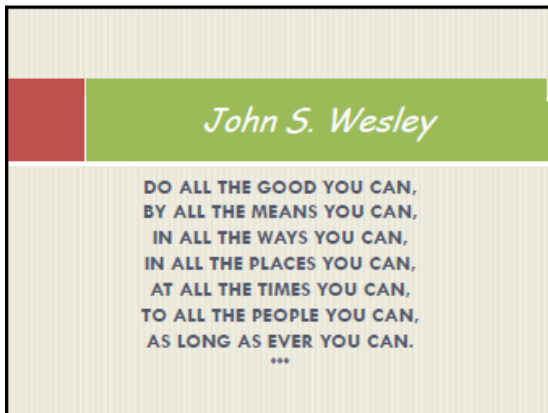 John S. Wesley
DO ALL THE GOOD YOU CAN,
BY ALL THE MEANS YOU CAN,
IN ALL THE WAYS YOU CAN,
IN ALL THE PLACES YOU CAN,
AT ALL THE TIMES YOU CAN,
TO ALL THE PEOPLE YOU CAN,
AS LONG AS EVER YOU CAN.
***